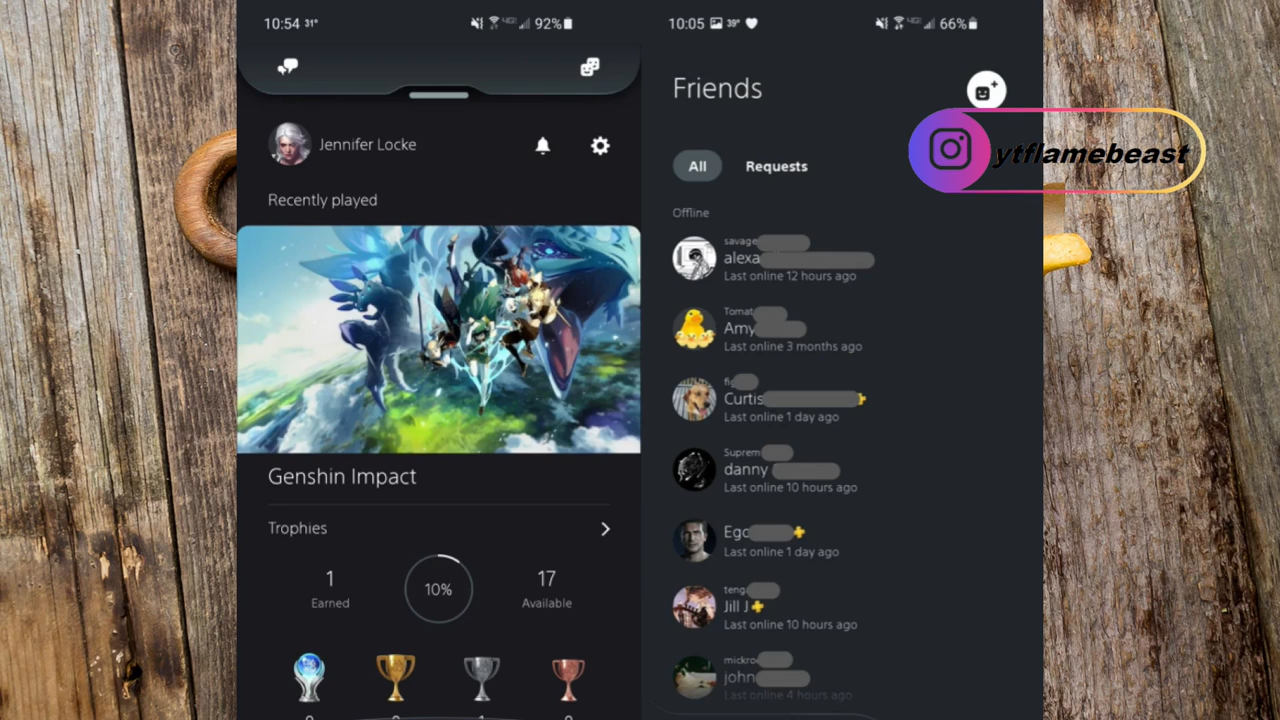 10:54 31°
92%
Jennifer Locke
Recently played
Genshin Impact
Trophies
1
Earned
10%
17
Available
10:05 39°
66%
Friends
All
Requests
Offline
savage
alexa
Last online 12 hours ago
Tomat
Amy
Last online 3 months ago
Curtis
Last online 1 day ago
Suprem
danny
Last online 10 hours ago
Ego
Last online 1 day ago
teng
Jill J
Last online 10 hours ago
mickro
john
Last online 4 hours ago
ytflamebeast